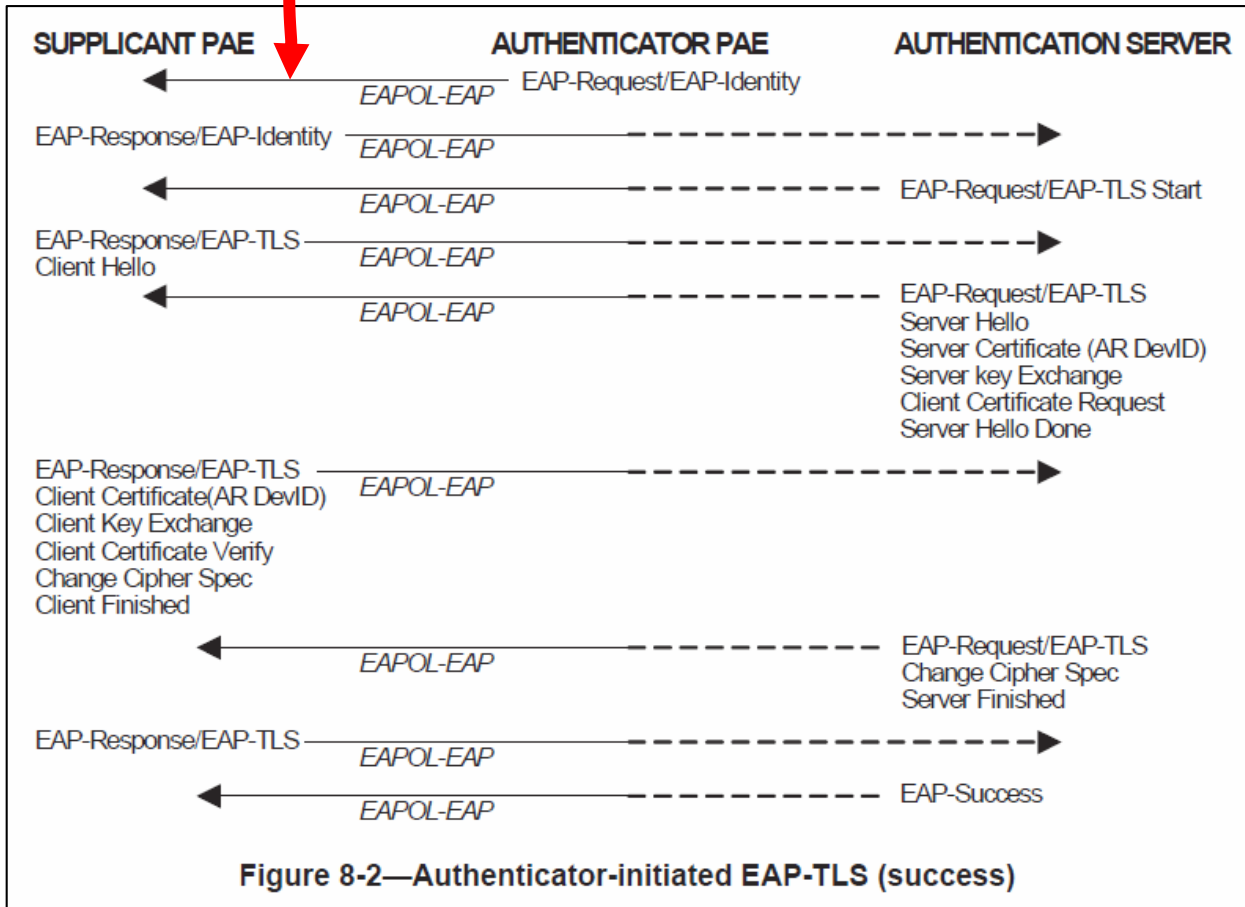 SUPPLICANT PAE AUTHENTICATOR PAE AUTHENTICATION SERVER
EAP-Request/EAP-Identity
EAPOL-EAP
EAP-Response/EAP-Identity
EAPOL-EAP
EAP-Request/EAP-TLS Start
EAPOL-EAP
EAP-Response/EAP-TLS
Client Hello
EAPOL-EAP
EAP-Request/EAP-TLS
Server Hello
Server Certificate (AR DevID)
Server key Exchange
Client Certificate Request
Server Hello Done
EAPOL-EAP
EAP-Response/EAP-TLS
Client Certificate(AR DevID)
Client Key Exchange
Client Certificate Verify
Change Cipher Spec
Client Finished
EAPOL-EAP
EAP-Request/EAP-TLS
Change Cipher Spec
Server Finished
EAPOL-EAP
EAP-Response/EAP-TLS
EAPOL-EAP
EAP-Success
EAPOL-EAP
Figure 8-2—Authenticator-initiated EAP-TLS (success)